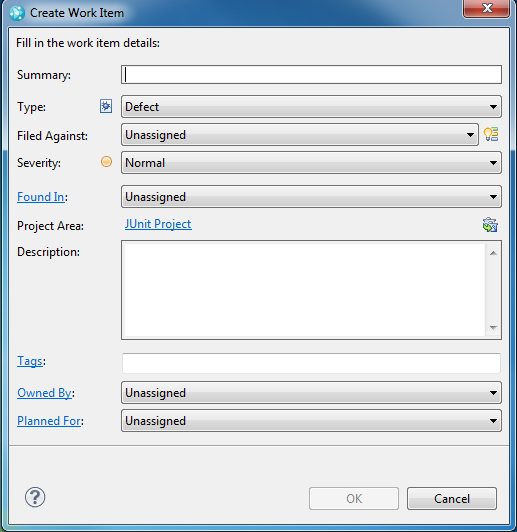 Create Work Item
Fill in the work item details:
Summary:
Type: Defect
Filed Against: Unassigned
Severity: Normal
Found In: Unassigned
Project Area: JUnit Project
Description:
Tags:
Owned By: Unassigned
Planned For: Unassigned
?
OK Cancel